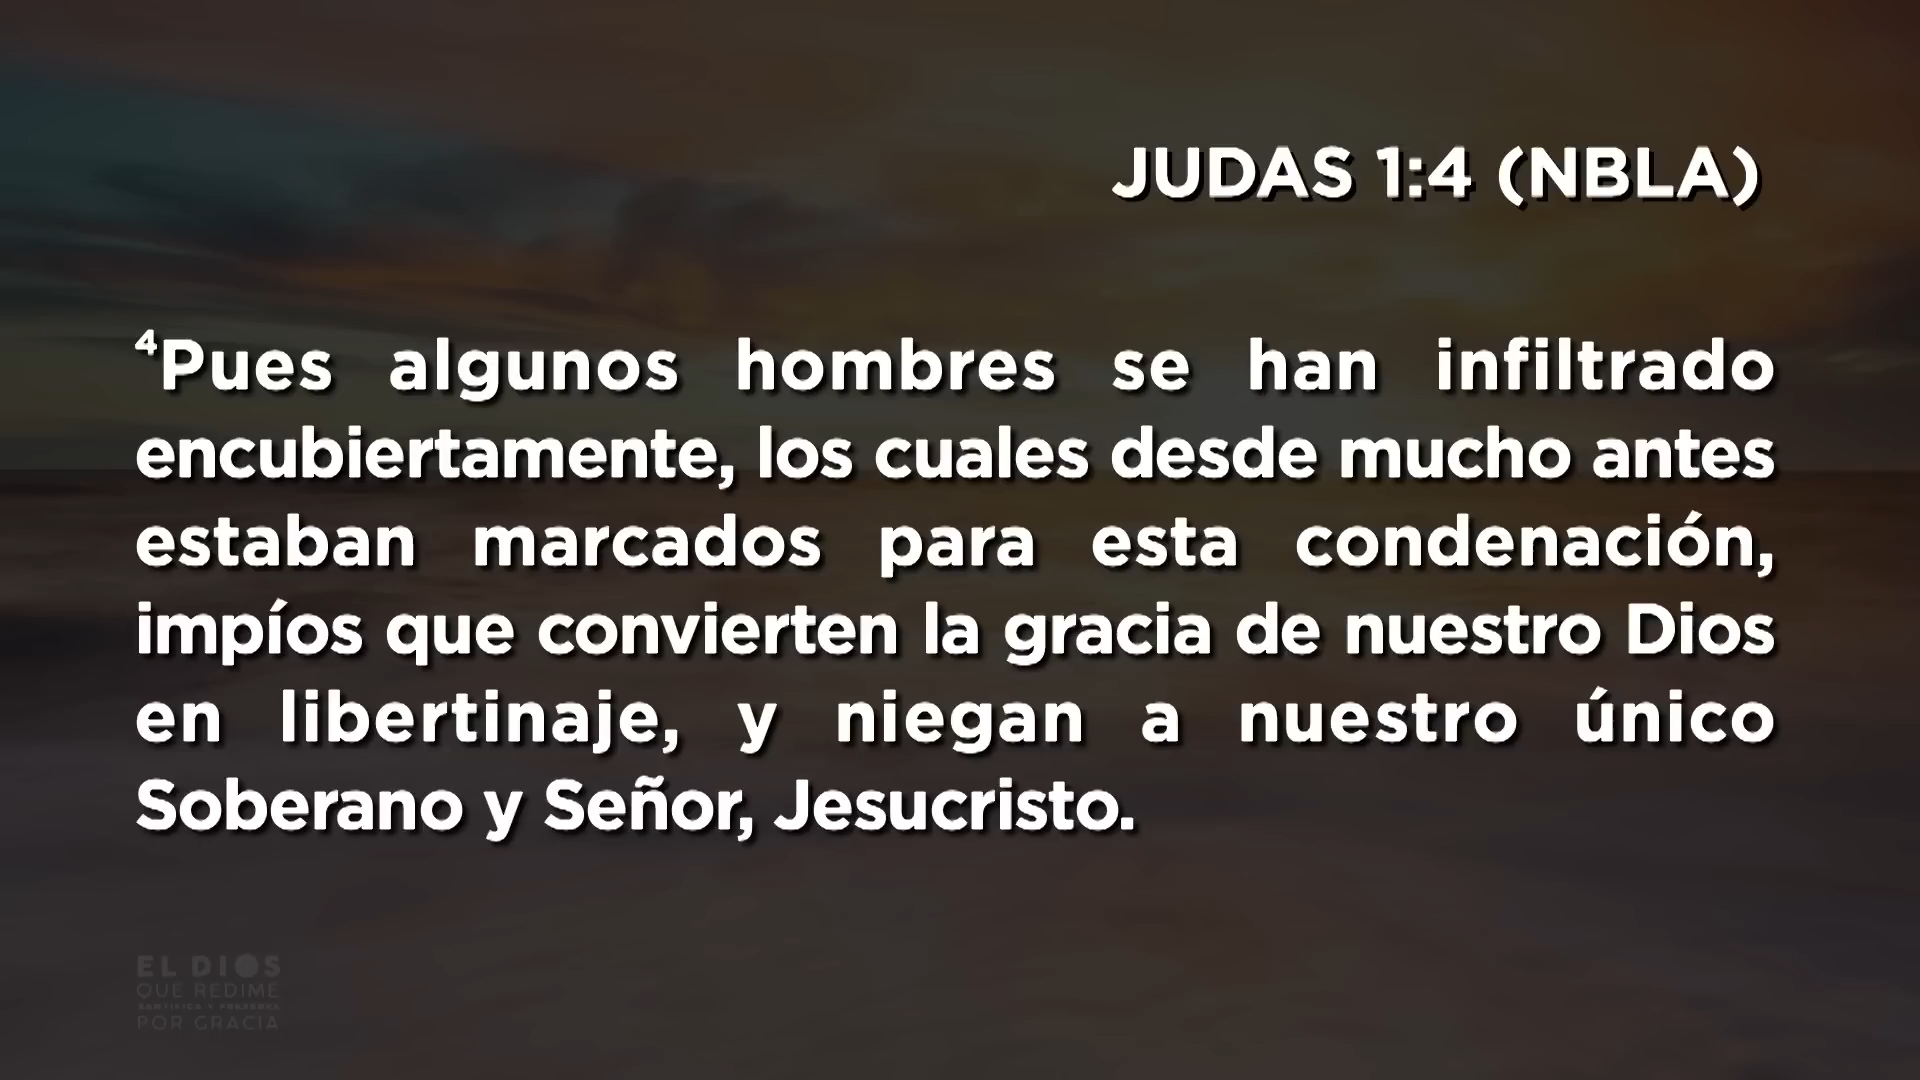 JUDAS 1:4 (NBLA)
⁴Pues algunos hombres se han infiltrado
encubiertamente, los cuales desde mucho antes
estaban marcados para esta condenación,
impíos que convierten la gracia de nuestro Dios
en libertinaje, y niegan a nuestro único
Soberano y Señor, Jesucristo.
EL DIOS
QUE REDIME
POR GRACIA